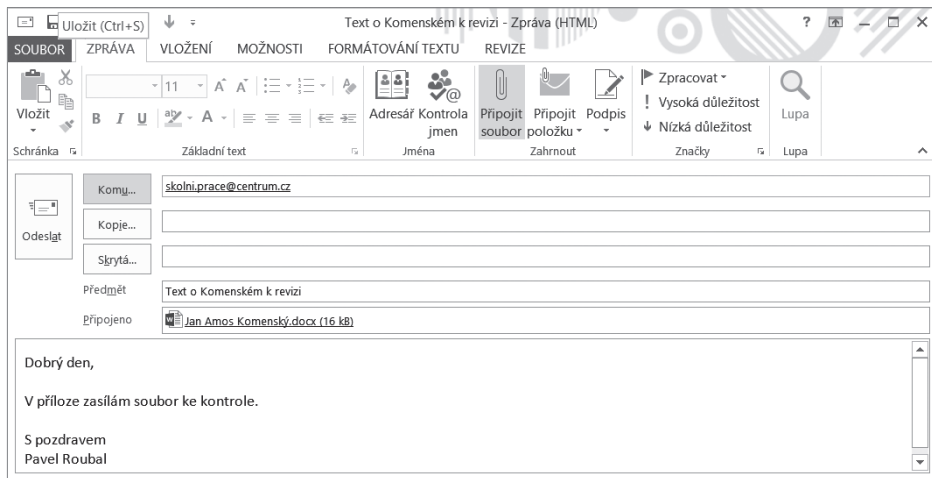 Uložit (Ctrl+S)
Text o Komenském k revizi - Zpráva (HTML)
?
SOUBOR ZPRÁVA VLOŽENÍ MOŽNOSTI FORMÁTOVÁNÍ TEXTU REVIZE
Vložit
11
B I U
Adresář Kontrola jmen
Připojit soubor
Připojit položku
Podpis
Zpracovat
Vysoká důležitost
Nízká důležitost
Lupa
Schránka Základní text Jména Zahrnout Značky Lupa
Odeslat
Komu... skolni.prace@centrum.cz
Kopie...
Skrytá...
Předmět Text o Komenském k revizi
Připojeno Jan Amos Komenský.docx (16 kB)
Dobrý den,
V příloze zasílám soubor ke kontrole.
S pozdravem
Pavel Roubal